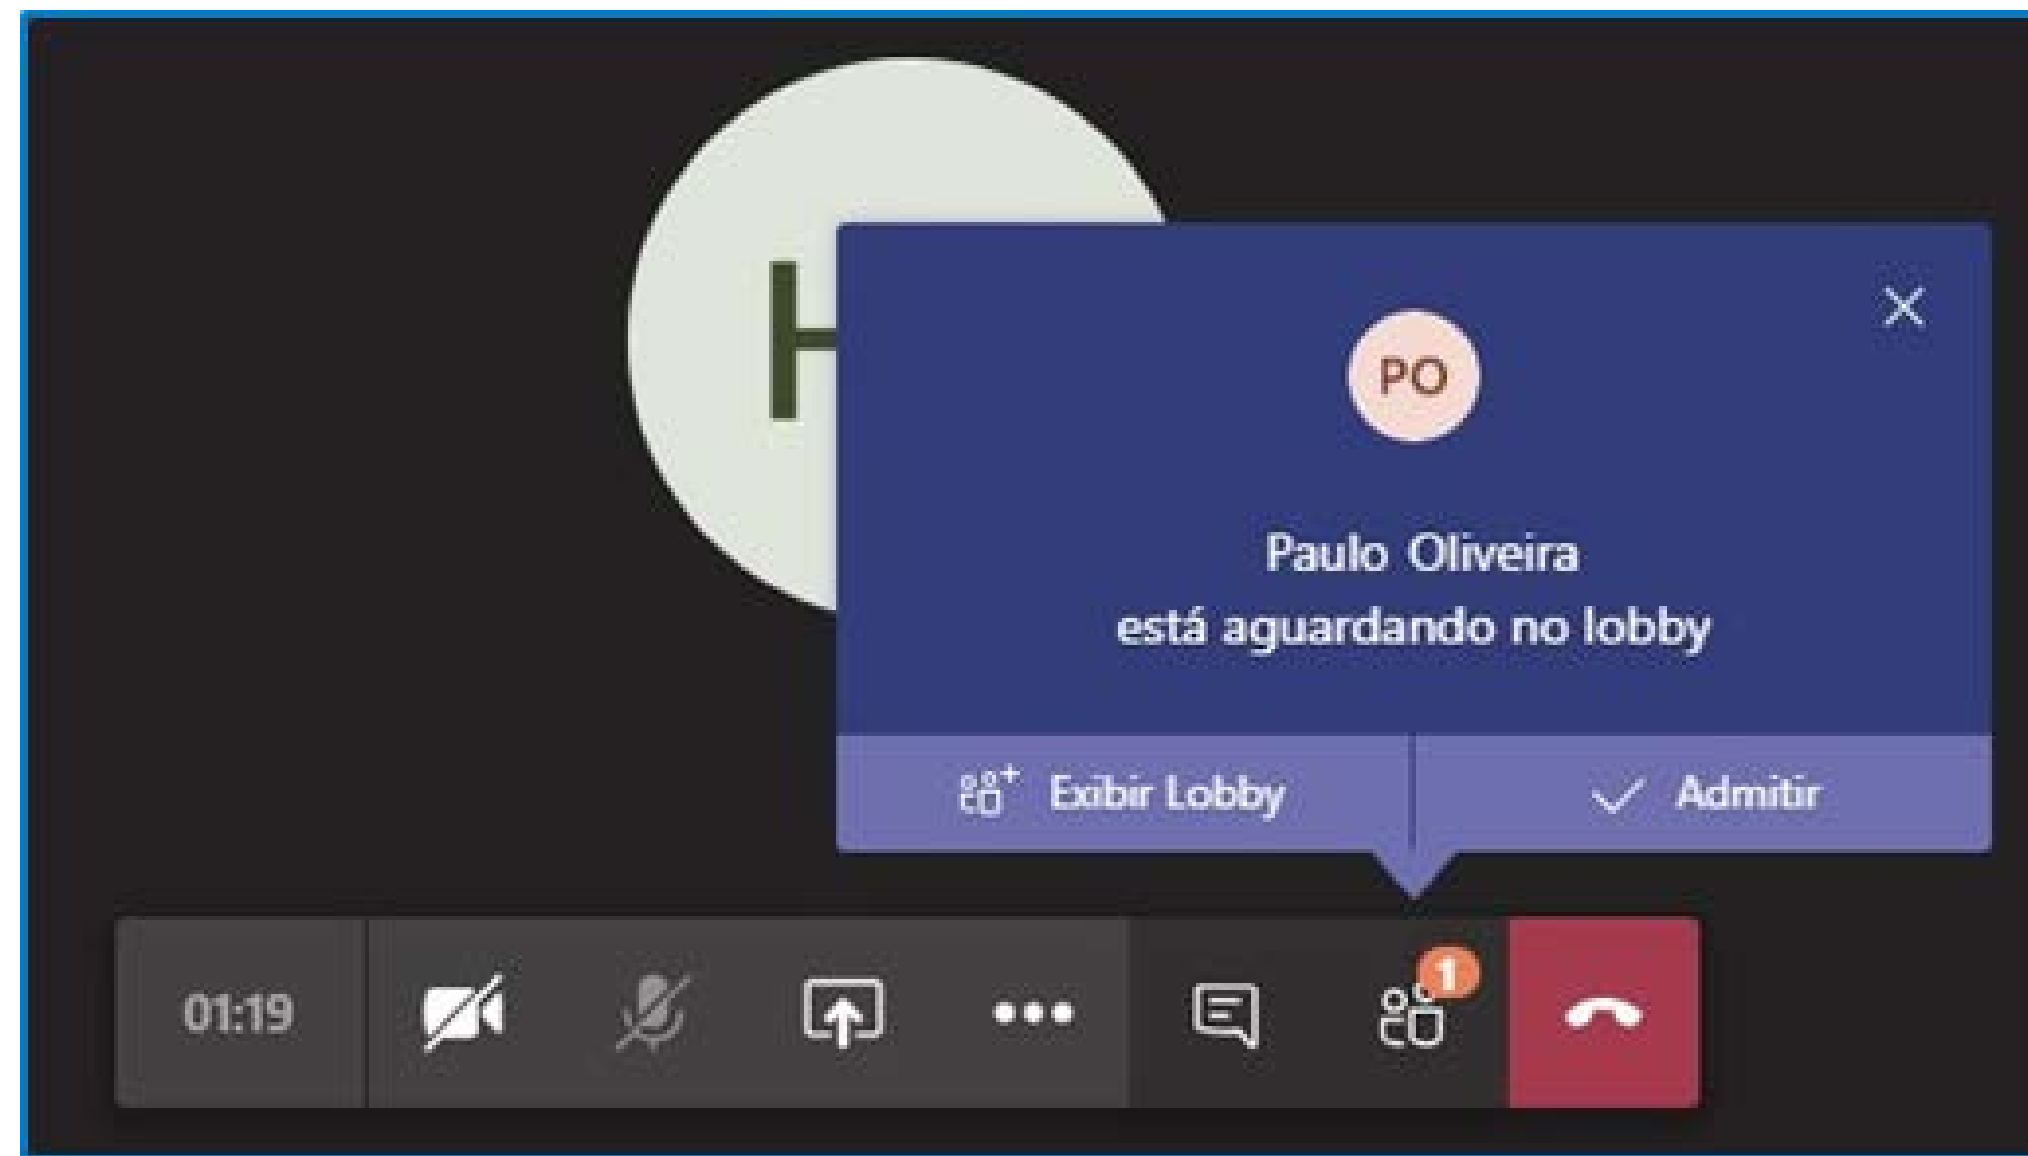 H
PO
Paulo Oliveira
está aguardando no lobby
Exibir Lobby
Admitir
01:19
1